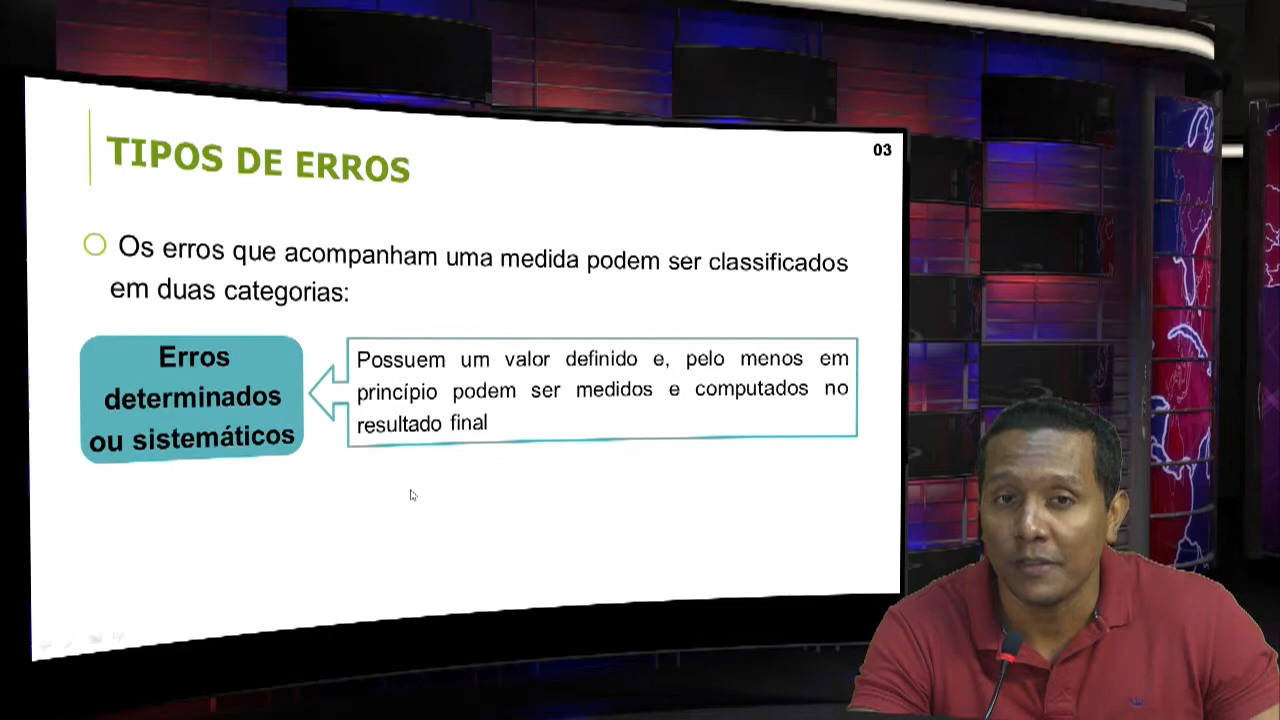 TIPOS DE ERROS
03
Os erros que acompanham uma medida podem ser classificados
em duas categorias:
Erros
determinados
ou sistemáticos
Possuem um valor definido e, pelo menos em
princípio podem ser medidos e computados no
resultado final